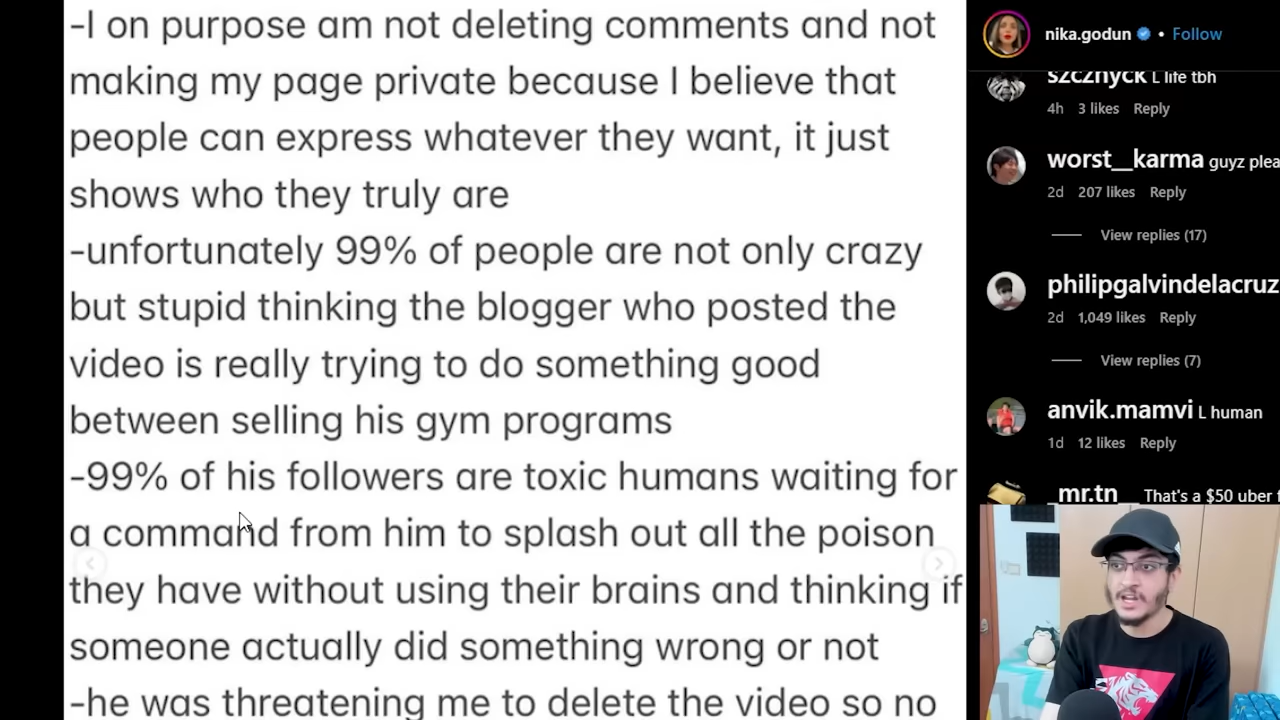 -I on purpose am not deleting comments and not
making my page private because I believe that
people can express whatever they want, it just
shows who they truly are
-unfortunately 99% of people are not only crazy
but stupid thinking the blogger who posted the
video is really trying to do something good
between selling his gym programs
-99% of his followers are toxic humans waiting for
a command from him to splash out all the poison
they have without using their brains and thinking if
someone actually did something wrong or not
-he was threatening me to delete the video so no
nika.godun • Follow
szcznyck L life tbh
4h 3 likes Reply
worst__karma guyz plea
2d 207 likes Reply
View replies (17)
philipgalvindelacruz
2d 1,049 likes Reply
View replies (7)
anvik.mamvi L human
1d 12 likes Reply
_mr.tn__ That's a $50 uber f